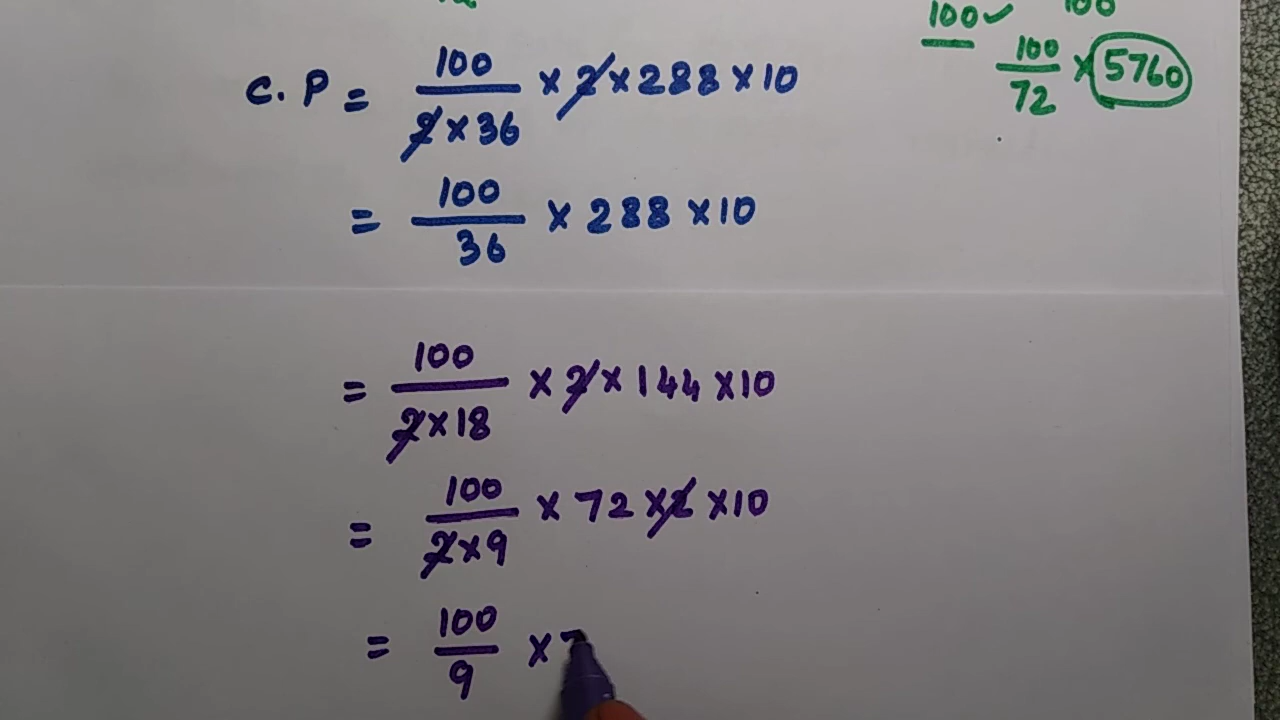 100 ✓ 100
100/72 × 5760
C.P = 100/(2×36) × 2 × 288 × 10
= 100/36 × 288 × 10
= 100/(2×18) × 2 × 144 × 10
= 100/(2×9) × 72 × 2 × 10
= 100/9 × 7